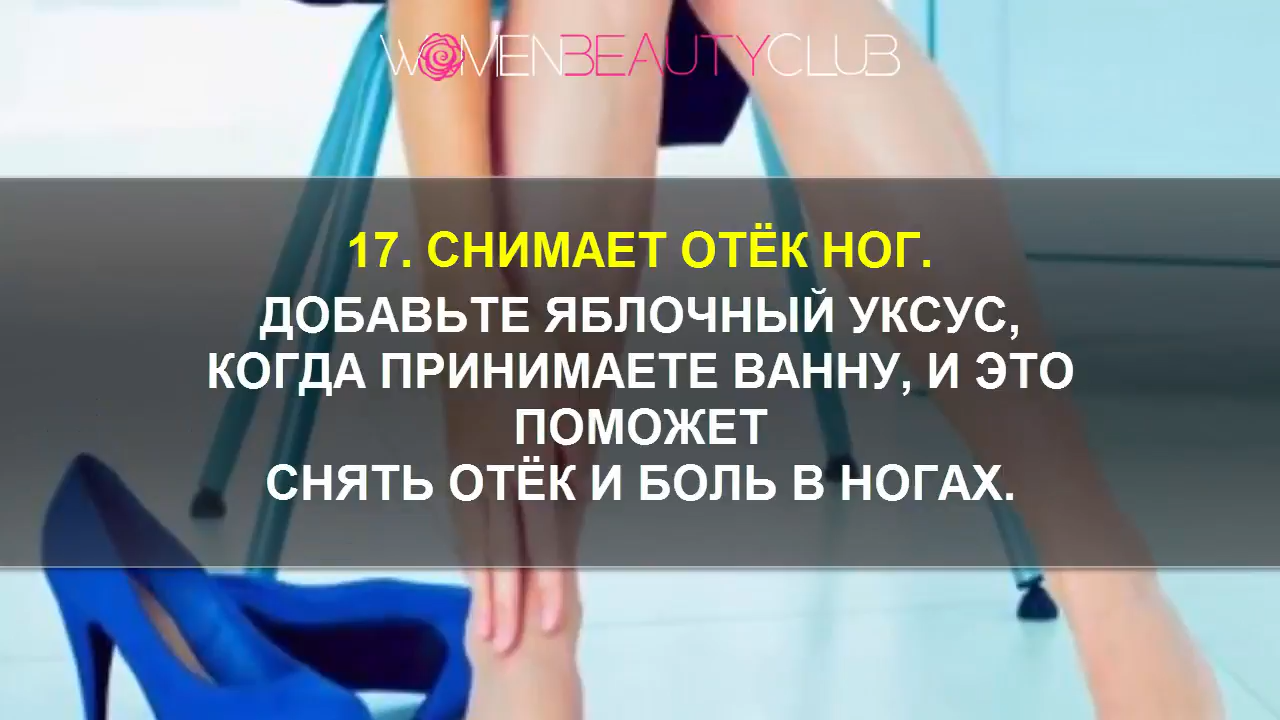 WOMENBEAUTYCLUB
17. СНИМАЕТ ОТЁК НОГ.
ДОБАВЬТЕ ЯБЛОЧНЫЙ УКСУС,
КОГДА ПРИНИМАЕТЕ ВАННУ, И ЭТО
ПОМОЖЕТ
СНЯТЬ ОТЁК И БОЛЬ В НОГАХ.